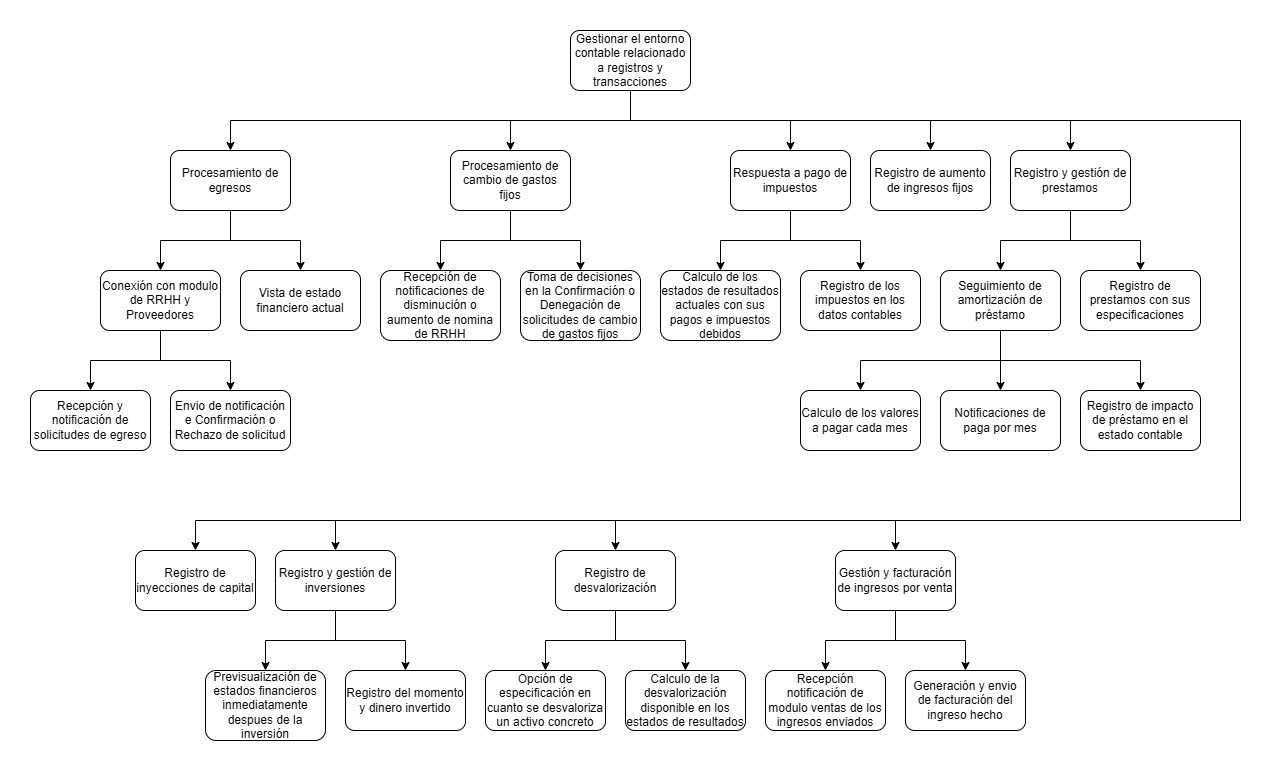 Gestionar el entorno
contable relacionado
a registros y
transacciones
Procesamiento de
egresos
Procesamiento de
cambio de gastos
fijos
Respuesta a pago de
impuestos
Registro de aumento
de ingresos fijos
Registro y gestión de
prestamos
Conexión con modulo
de RRHH y
Proveedores
Vista de estado
financiero actual
Recepción de
notificaciones de
disminución o
aumento de nomina
de RRHH
Toma de decisiones
en la Confirmación o
Denegación de
solicitudes de cambio
de gastos fijos
Calculo de los
estados de resultados
actuales con sus
pagos e impuestos
debidos
Registro de los
impuestos en los
datos contables
Seguimiento de
amortización de
préstamo
Registro de
prestamos con sus
especificaciones
Recepción y
notificación de
solicitudes de egreso
Envio de notificación
e Confirmación o
Rechazo de solicitud
Calculo de los valores
a pagar cada mes
Notificaciones de
paga por mes
Registro de impacto
de préstamo en el
estado contable
Registro de
inyecciones de capital
Registro y gestión de
inversiones
Registro de
desvalorización
Gestión y facturación
de ingresos por venta
Previsualización de
estados financieros
inmediatamente
despues de la
inversión
Registro del momento
y dinero invertido
Opción de
especificación en
cuanto se desvaloriza
un activo concreto
Calculo de la
desvalorización
disponible en los
estados de resultados
Recepción
notificación de
modulo ventas de los
ingresos enviados
Generación y envio
de facturación del
ingreso hecho